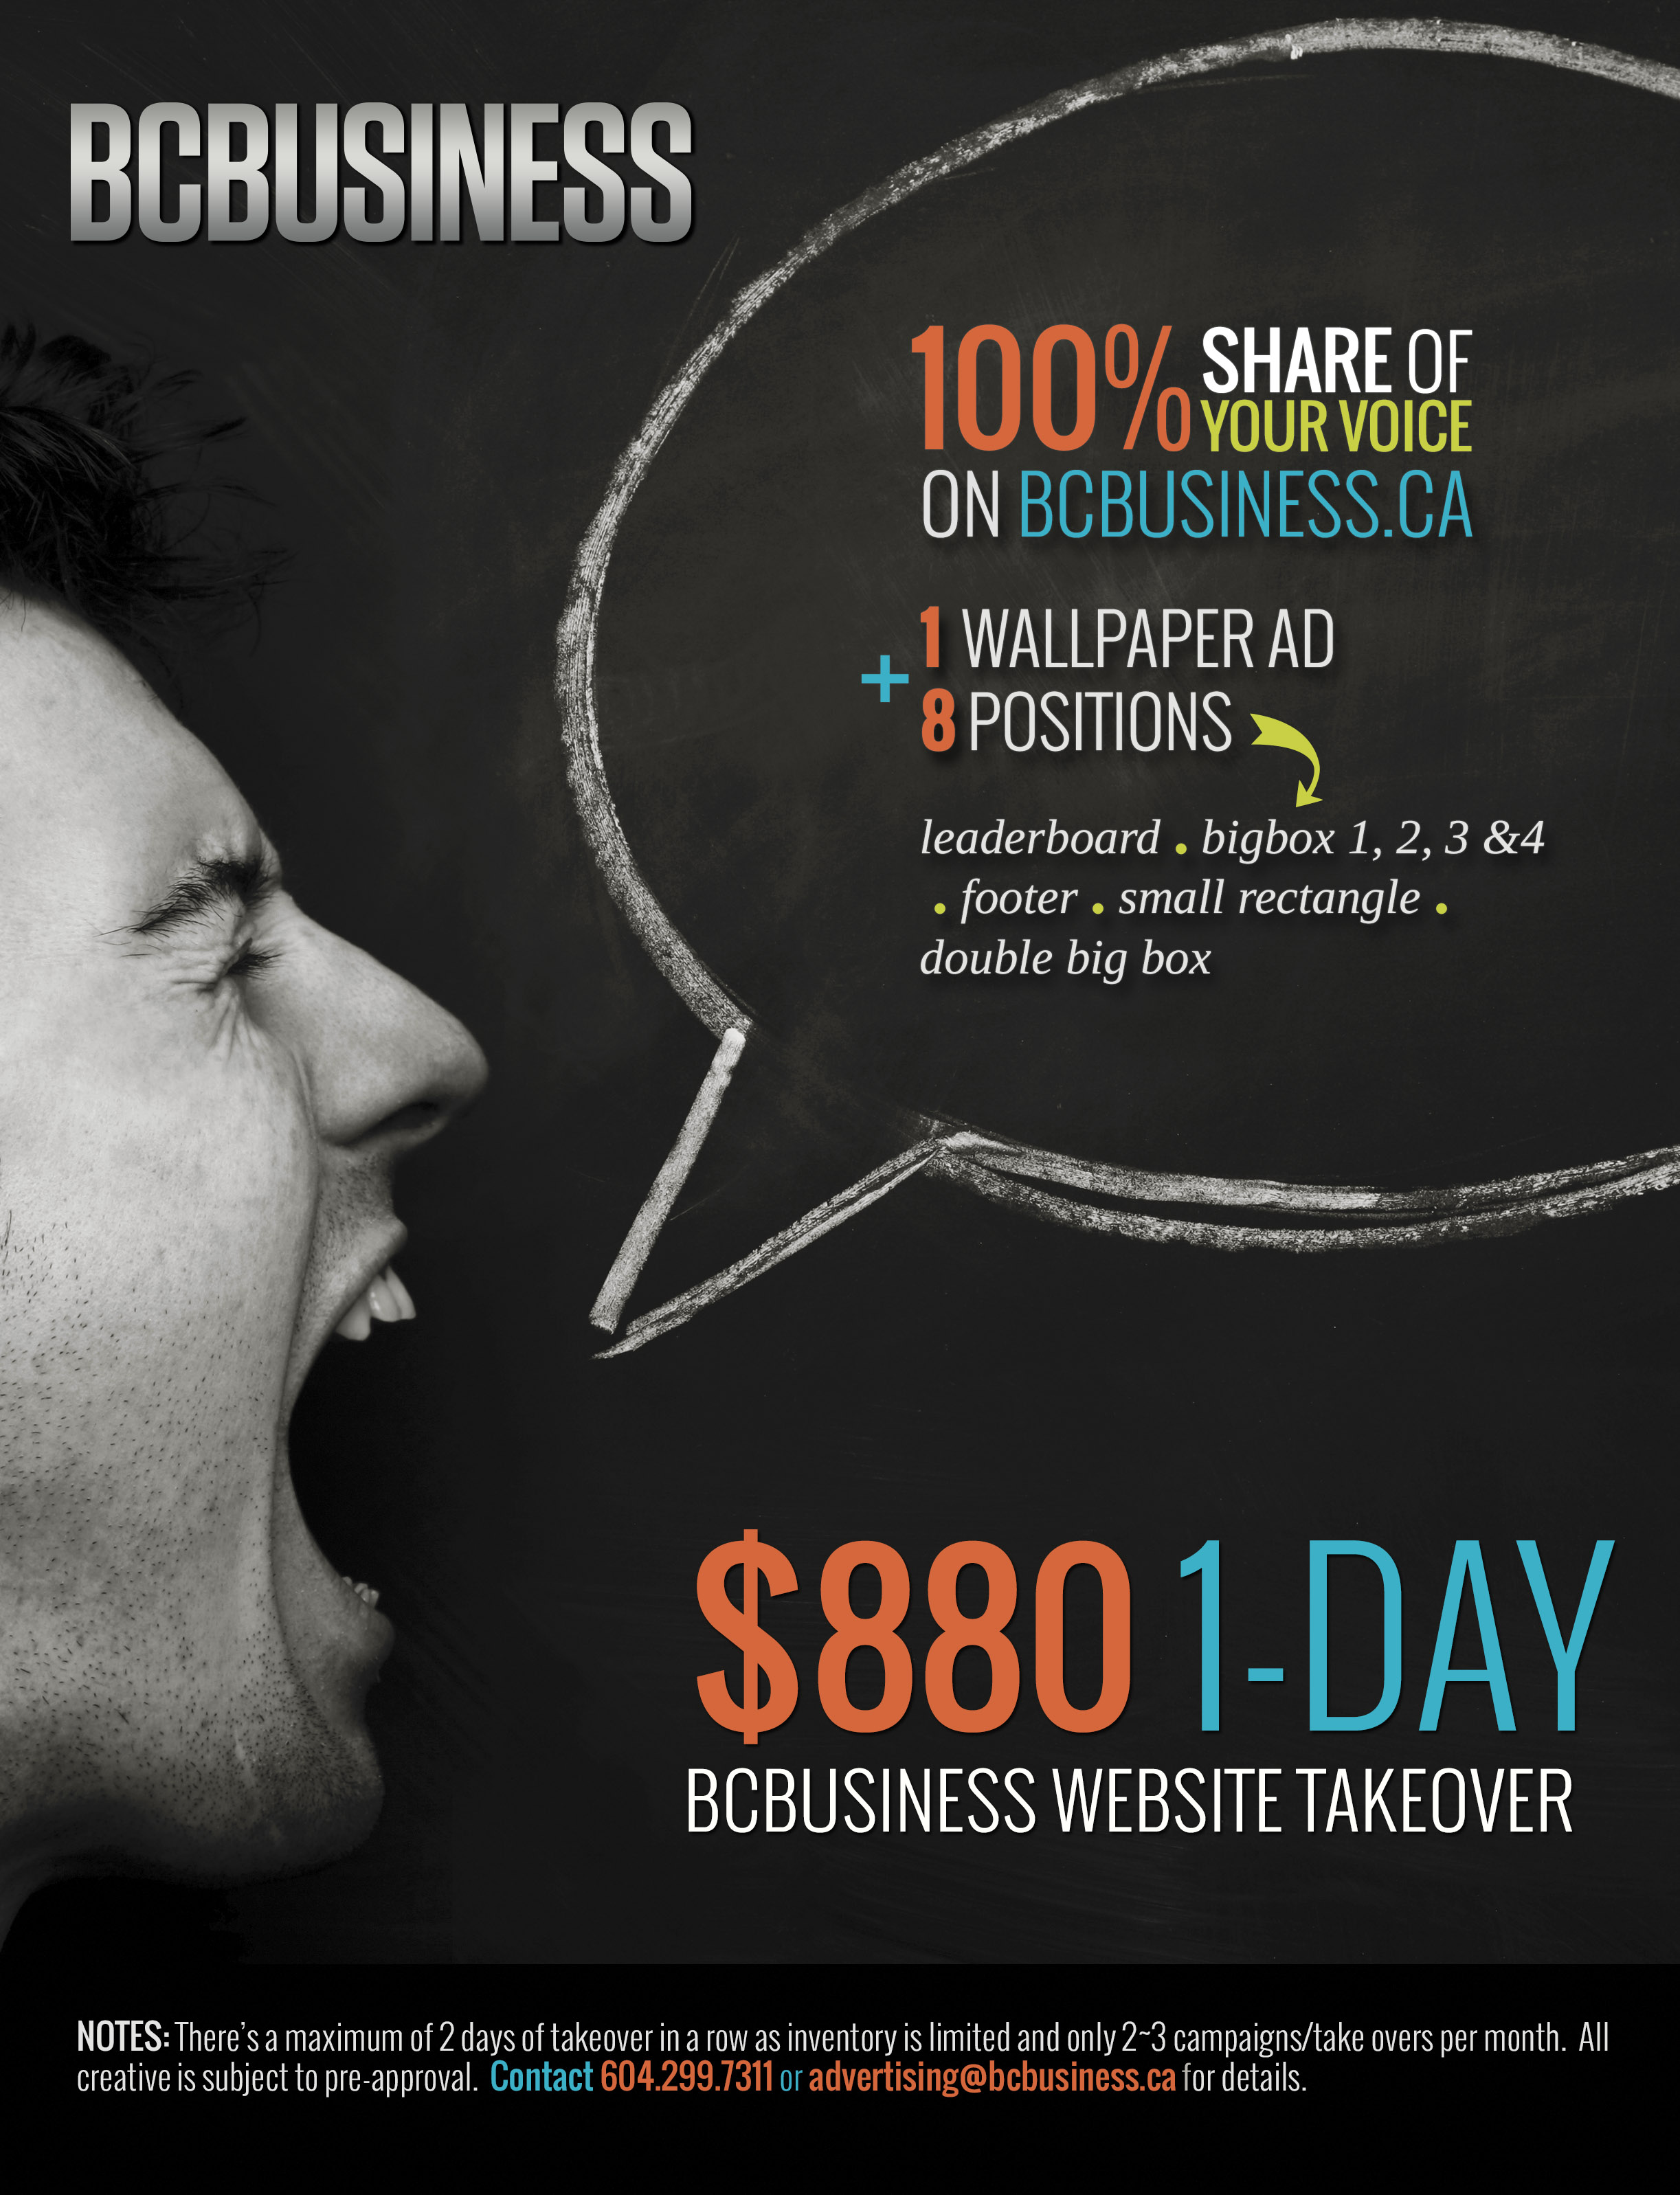 BCBUSINESS
100% SHARE OF
YOUR VOICE
ON BCBUSINESS.CA
+ 1 WALLPAPER AD
8 POSITIONS
leaderboard . bigbox 1, 2, 3 &4
. footer . small rectangle .
double big box
$880 1-DAY
BCBUSINESS WEBSITE TAKEOVER
NOTES: There's a maximum of 2 days of takeover in a row as inventory is limited and only 2~3 campaigns/take overs per month. All
creative is subject to pre-approval. Contact 604.299.7311 or advertising@bcbusiness.ca for details.